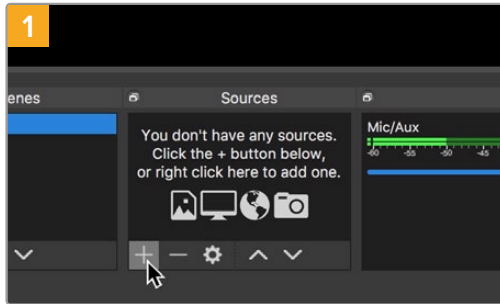 1
enes
Sources
You don't have any sources.
Click the + button below,
or right click here to add one.
Mic/Aux
-60 -55 -50 -45